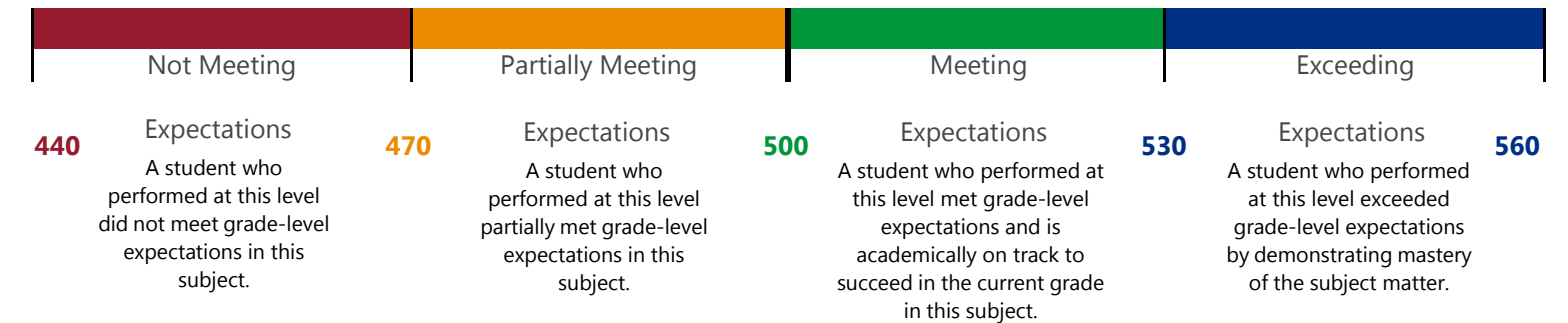 Not Meeting
Expectations
A student who
performed at this level
did not meet grade-level
expectations in this
subject.
Partially Meeting
Expectations
A student who
performed at this level
partially met grade-level
expectations in this
subject.
Meeting
Expectations
A student who performed at
this level met grade-level
expectations and is
academically on track to
succeed in the current grade
in this subject.
Exceeding
Expectations
A student who performed
at this level exceeded
grade-level expectations
by demonstrating mastery
of the subject matter.
440
470
500
530
560